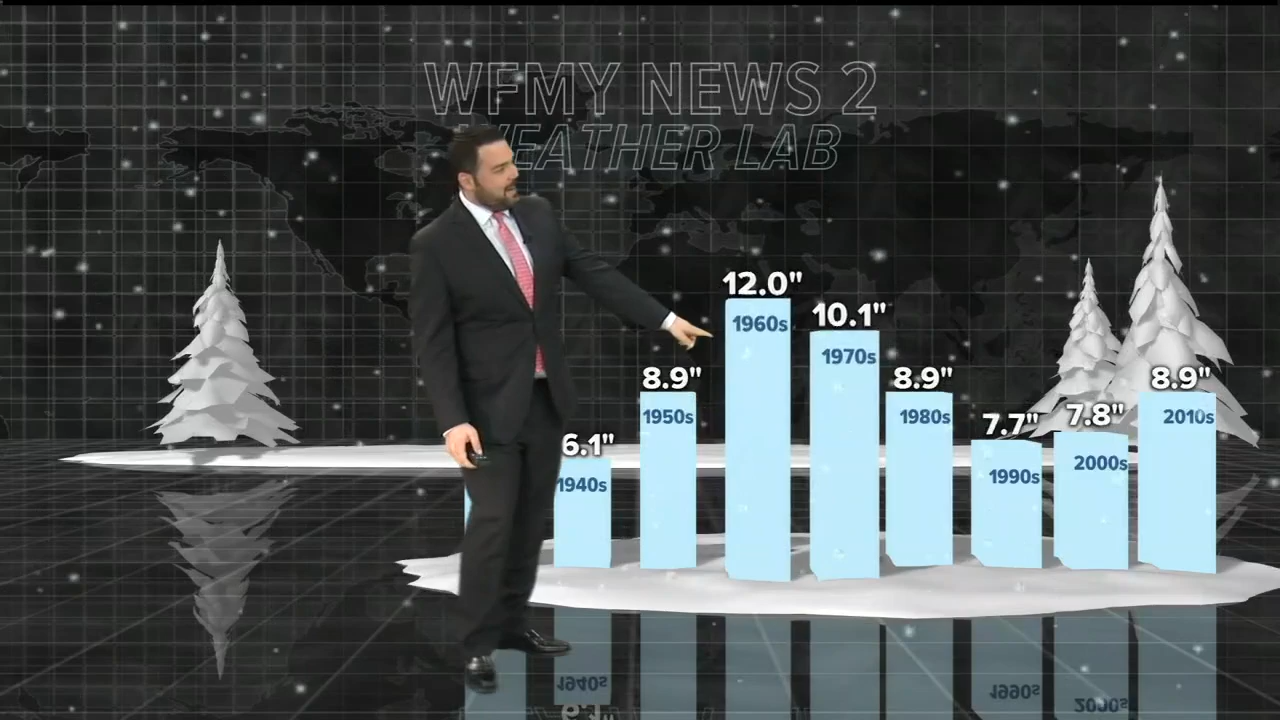 WFMY NEWS 2
WEATHER LAB
6.1"
1940s
8.9"
1950s
12.0"
1960s
10.1"
1970s
8.9"
1980s
7.7"
1990s
7.8"
2000s
8.9"
2010s